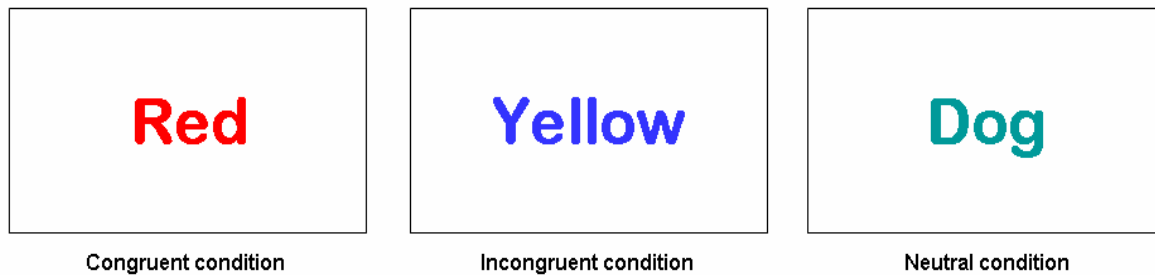 Red
Yellow
Dog
Congruent condition
Incongruent condition
Neutral condition